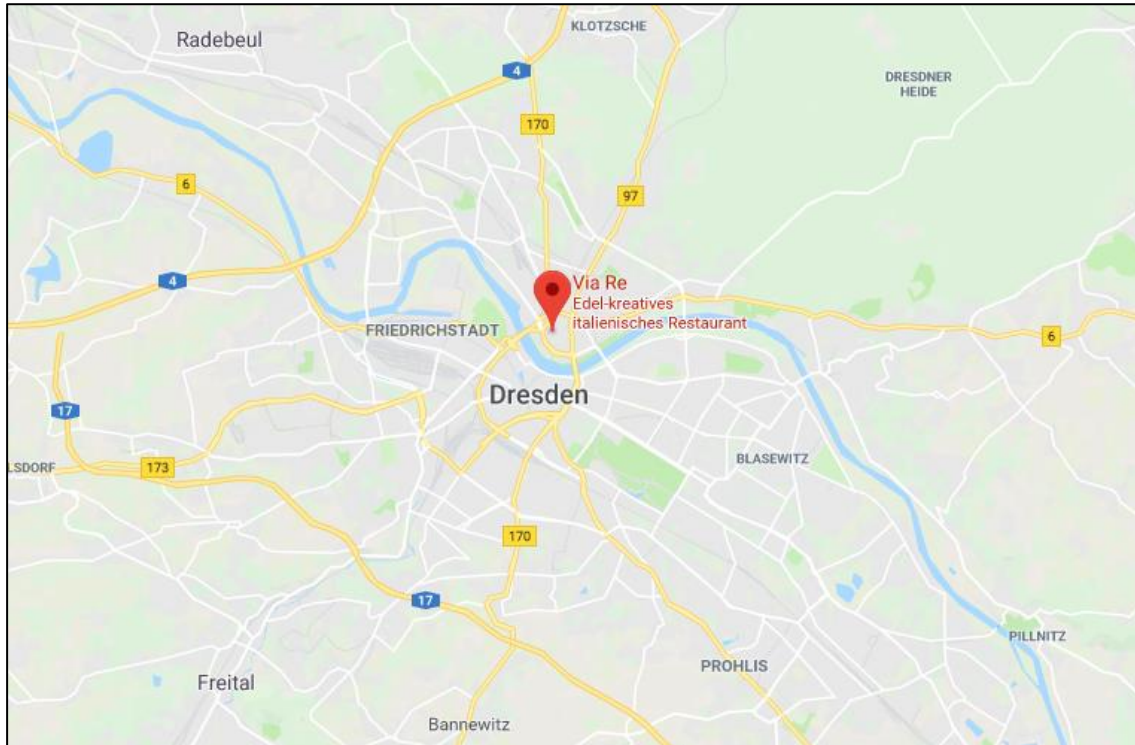 KLOTZSCHE
Radebeul
4
DRESDNER
HEIDE
170
6
97
4
Via Re
Edel-kreatives
italienisches Restaurant
FRIEDRICHSTADT
6
Dresden
17
LSDORF
173
BLASEWITZ
170
17
PILLNITZ
PROHLIS
Freital
Bannewitz